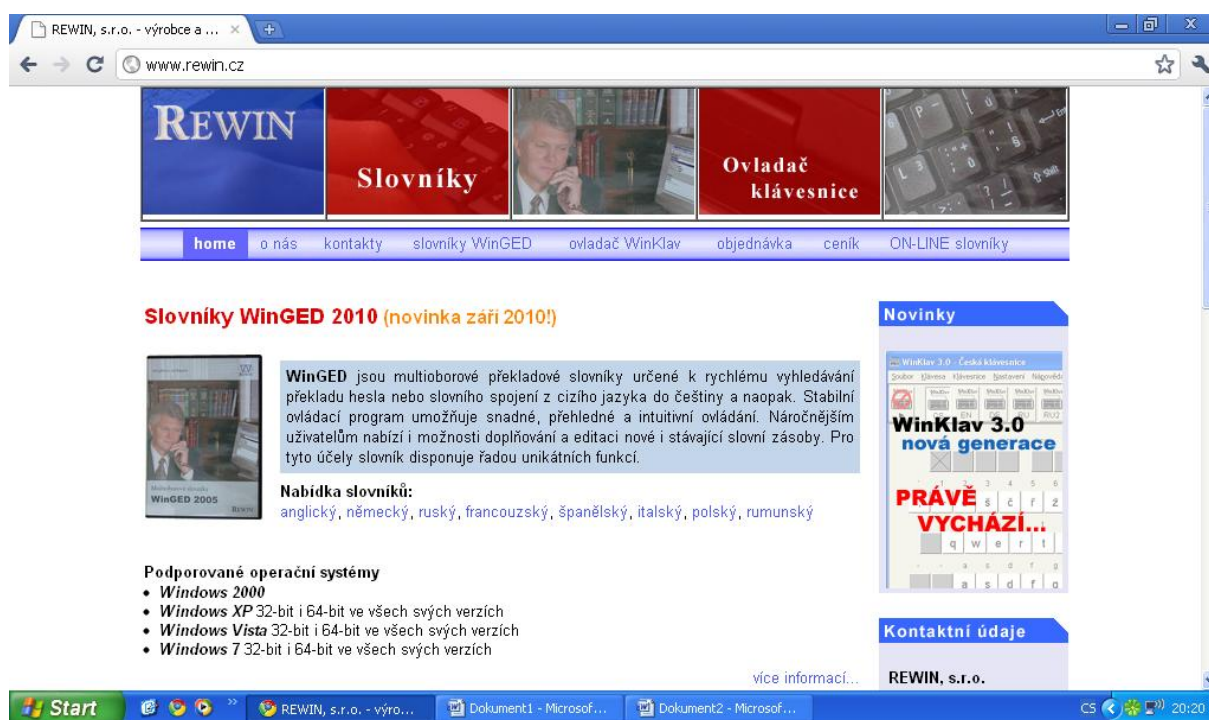 REWIN, s.r.o. - výrobce a ...
www.rewin.cz
REWIN
Slovníky
Ovladač
klávesnice
home o nás kontakty slovníky WinGED ovladač WinKlav objednávka ceník ON-LINE slovníky
Slovníky WinGED 2010 (novinka září 2010!)
WinGED jsou multioborové překladové slovníky určené k rychlému vyhledávání
překladu hesla nebo slovního spojení z cizího jazyka do češtiny a naopak. Stabilní
ovládací program umožňuje snadné, přehledné a intuitivní ovládání. Náročnějším
uživatelům nabízí i možnosti doplňování a editaci nové i stávající slovní zásoby. Pro
tyto účely slovník disponuje řadou unikátních funkcí.
WinGED 2005
REWIN
Nabídka slovníků:
anglický, německý, ruský, francouzský, španělský, italský, polský, rumunský
Podporované operační systémy
• Windows 2000
• Windows XP 32-bit i 64-bit ve všech svých verzích
• Windows Vista 32-bit i 64-bit ve všech svých verzích
• Windows 7 32-bit i 64-bit ve všech svých verzích
více informací...
Novinky
WinKlav 3.0 - Česká klávesnice
Soubor Klávesa Klávesnice Nastavení Nápověda
WinKlav 3.0
nová generace
PRÁVĚ
VYCHÁZÍ...
q w e r t
a s d f g
Kontaktní údaje
REWIN, s.r.o.
Start
REWIN, s.r.o. - výro...
Dokument1 - Microsof...
Dokument2 - Microsof...
CS
20:20